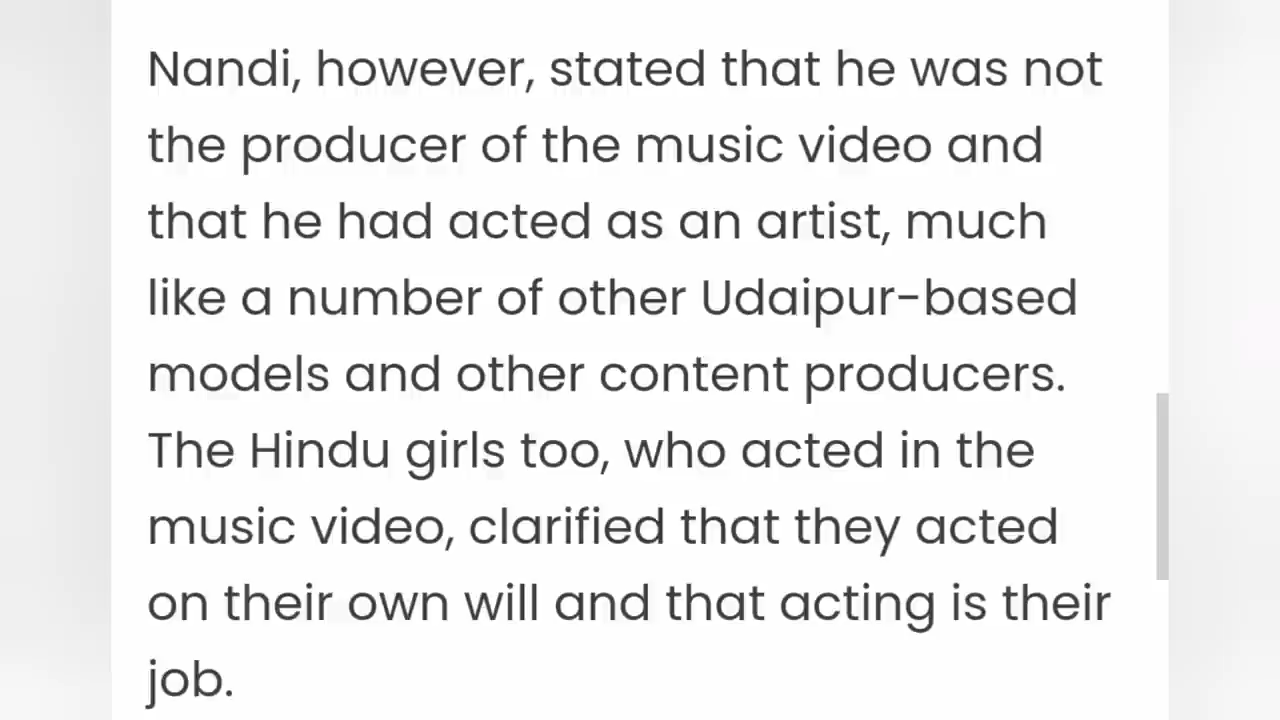 Nandi, however, stated that he was not
the producer of the music video and
that he had acted as an artist, much
like a number of other Udaipur-based
models and other content producers.
The Hindu girls too, who acted in the
music video, clarified that they acted
on their own will and that acting is their
job.